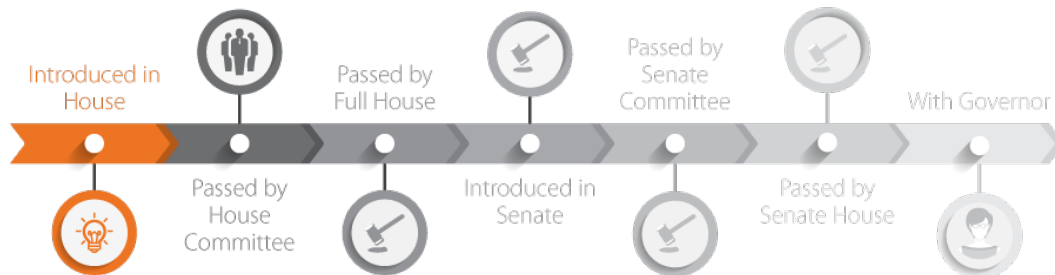 Introduced in
House
Passed by
House
Committee
Passed by
Full House
Introduced in
Senate
Passed by
Senate
Committee
Passed by
Senate House
With Governor